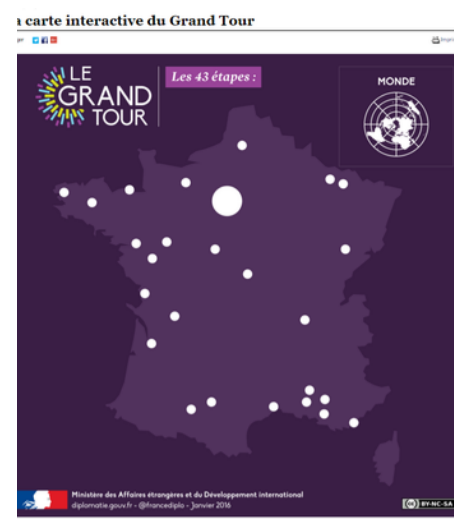 a carte interactive du Grand Tour
LE
GRAND
TOUR
Les 43 étapes :
MONDE
Ministère des Affaires étrangères et du Développement international
diplomatie.gouv.fr - @francediplo - Janvier 2016
BY-NC-SA